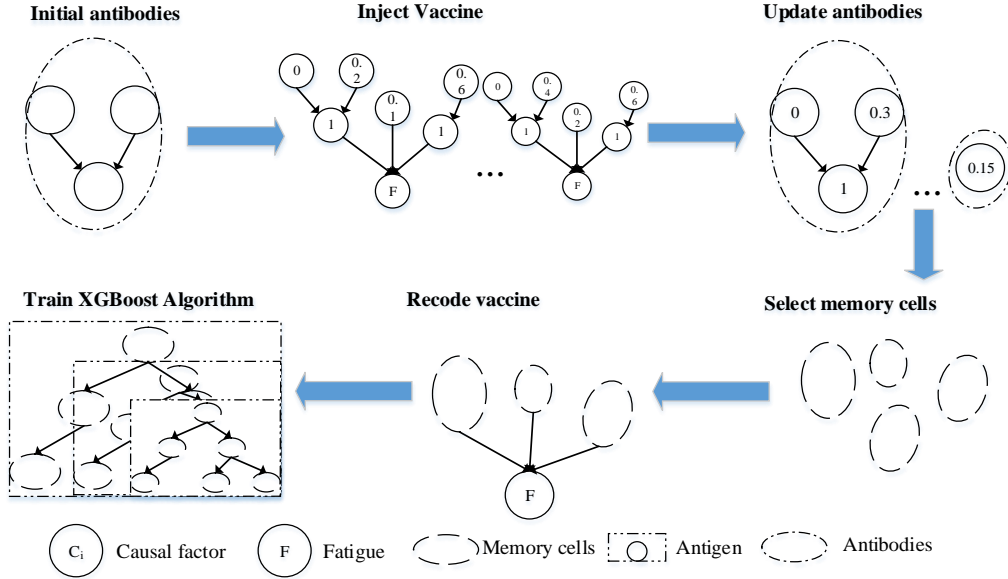 Initial antibodies
Inject Vaccine
Update antibodies
0
0.
2
0.
1
0.
6
1
1
F
...
0
0.
4
0.
2
0.
6
1
1
F
0
0.3
1
...
0.15
Train XGBoost Algorithm
Recode vaccine
Select memory cells
F
Ci Causal factor
F Fatigue
Memory cells
Antigen
Antibodies